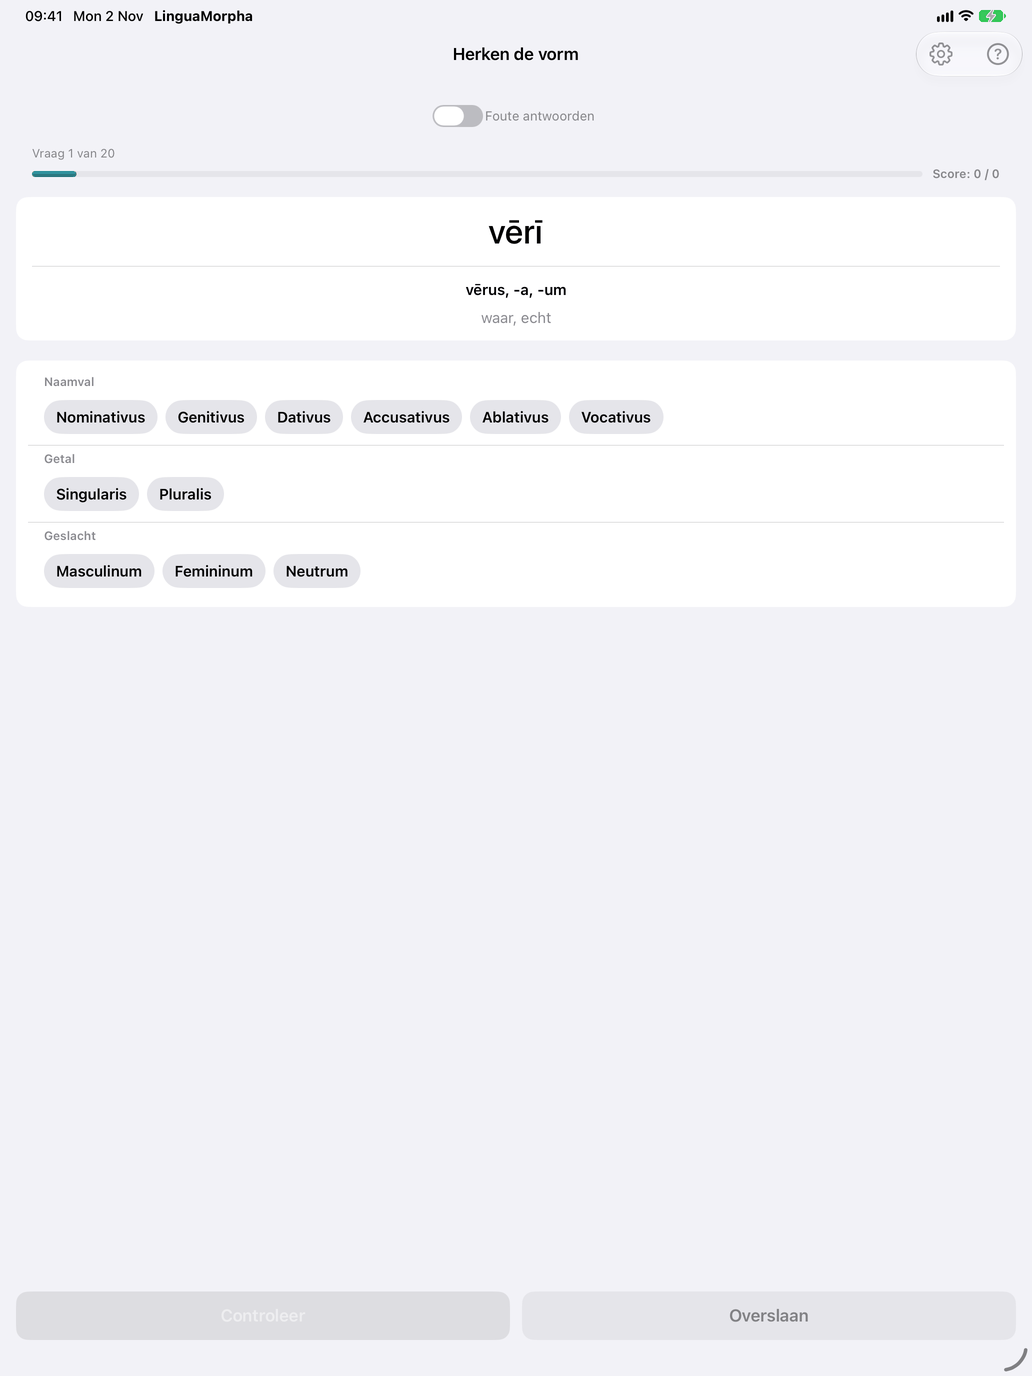 09:41 Mon 2 Nov LinguaMorpha
Herken de vorm
Foute antwoorden
Vraag 1 van 20
Score: 0 / 0
vērī
vērus, -a, -um
waar, echt
Naamval
Nominativus Genitivus Dativus Accusativus Ablativus Vocativus
Getal
Singularis Pluralis
Geslacht
Masculinum Femininum Neutrum
Controleer Overslaan